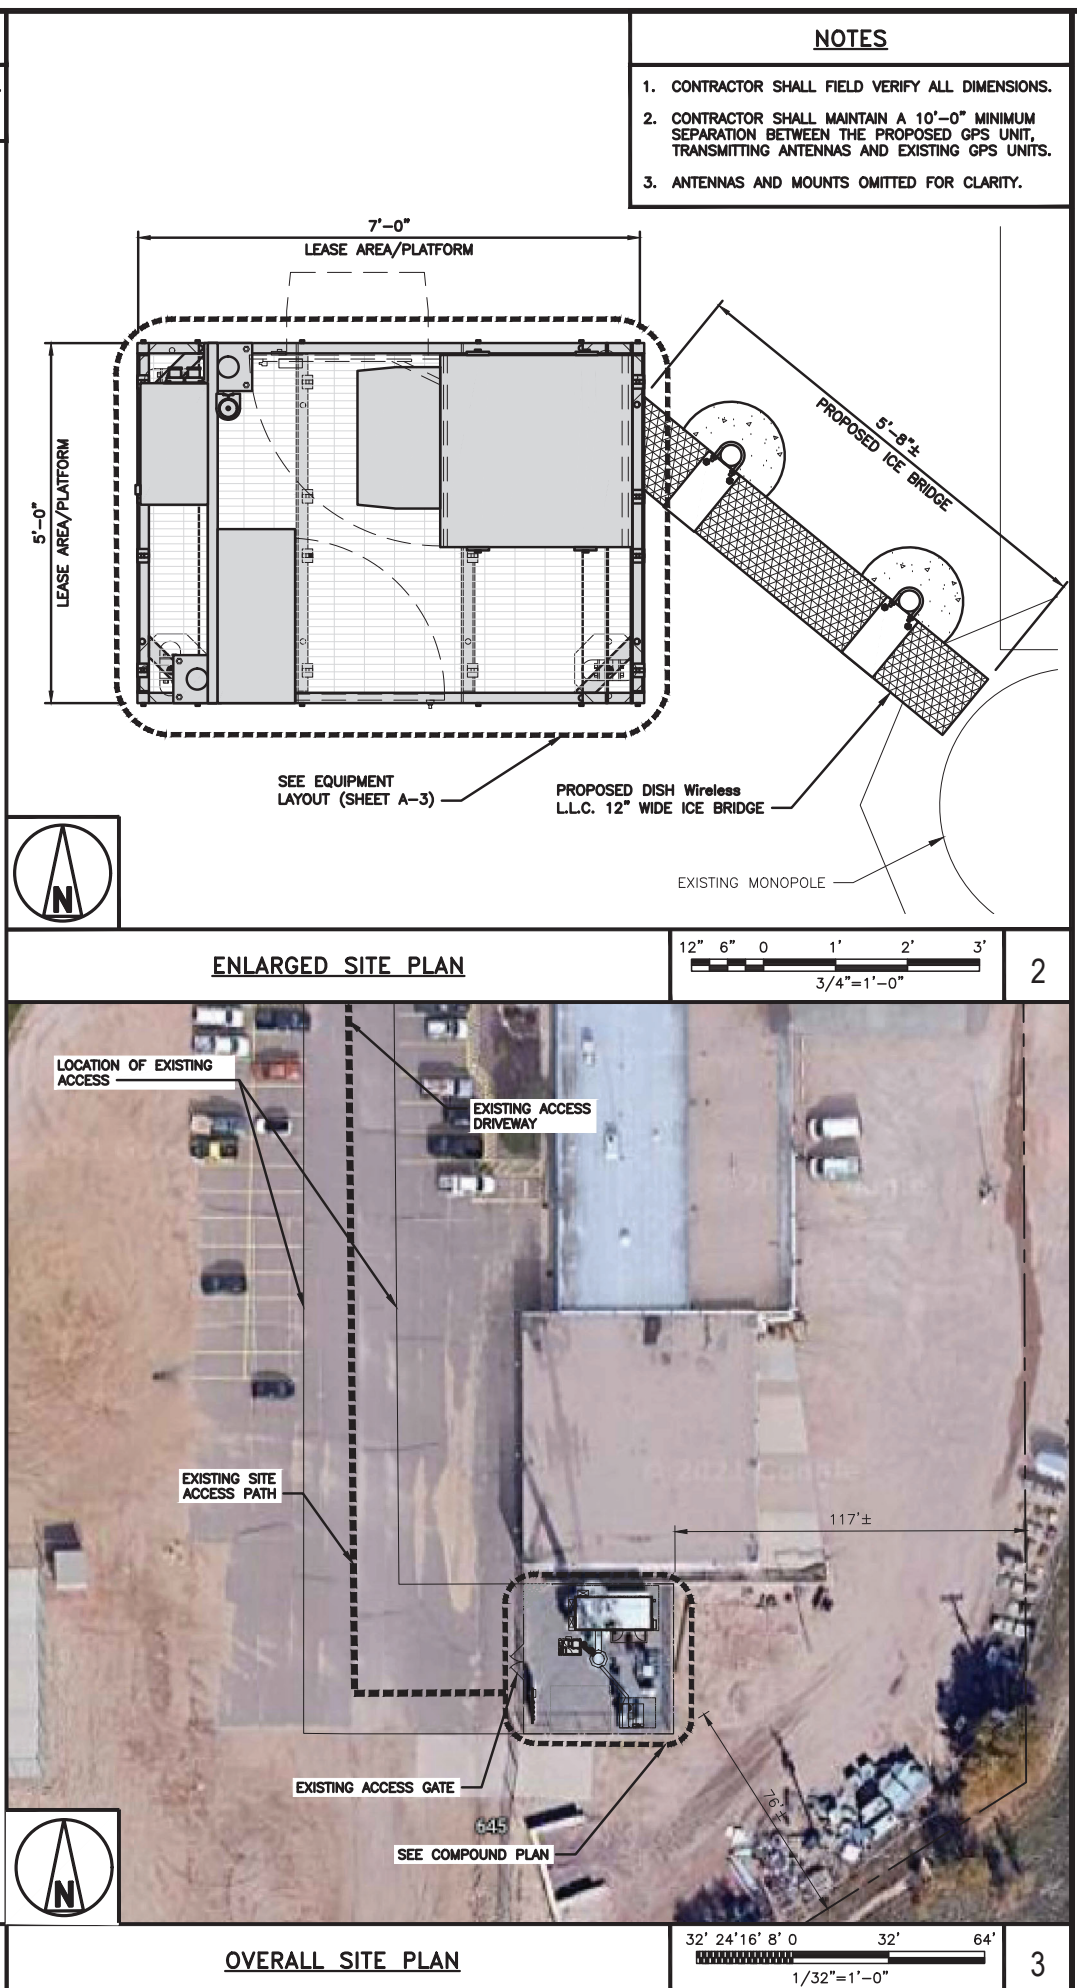 NOTES
1. CONTRACTOR SHALL FIELD VERIFY ALL DIMENSIONS.
2. CONTRACTOR SHALL MAINTAIN A 10'-0" MINIMUM
SEPARATION BETWEEN THE PROPOSED GPS UNIT,
TRANSMITTING ANTENNAS AND EXISTING GPS UNITS.
3. ANTENNAS AND MOUNTS OMITTED FOR CLARITY.
7'-0"
LEASE AREA/PLATFORM
5'-0"
LEASE AREA/PLATFORM
5'-8"±
PROPOSED ICE BRIDGE
SEE EQUIPMENT
LAYOUT (SHEET A-3)
PROPOSED DISH Wireless
L.L.C. 12" WIDE ICE BRIDGE
EXISTING MONOPOLE
N
ENLARGED SITE PLAN
12" 6" 0 1' 2' 3'
3/4"=1'-0"
2
LOCATION OF EXISTING
ACCESS
EXISTING ACCESS
DRIVEWAY
EXISTING SITE
ACCESS PATH
117'±
EXISTING ACCESS GATE
76'±
645
SEE COMPOUND PLAN
N
OVERALL SITE PLAN
32' 24' 16' 8' 0 32' 64'
1/32"=1'-0"
3